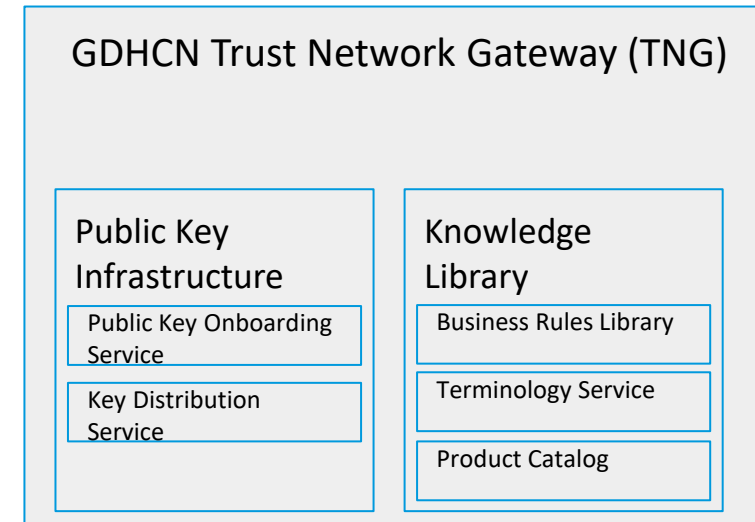 GDHCN Trust Network Gateway (TNG)
Public Key
Infrastructure
Public Key Onboarding
Service
Key Distribution
Service
Knowledge
Library
Business Rules Library
Terminology Service
Product Catalog